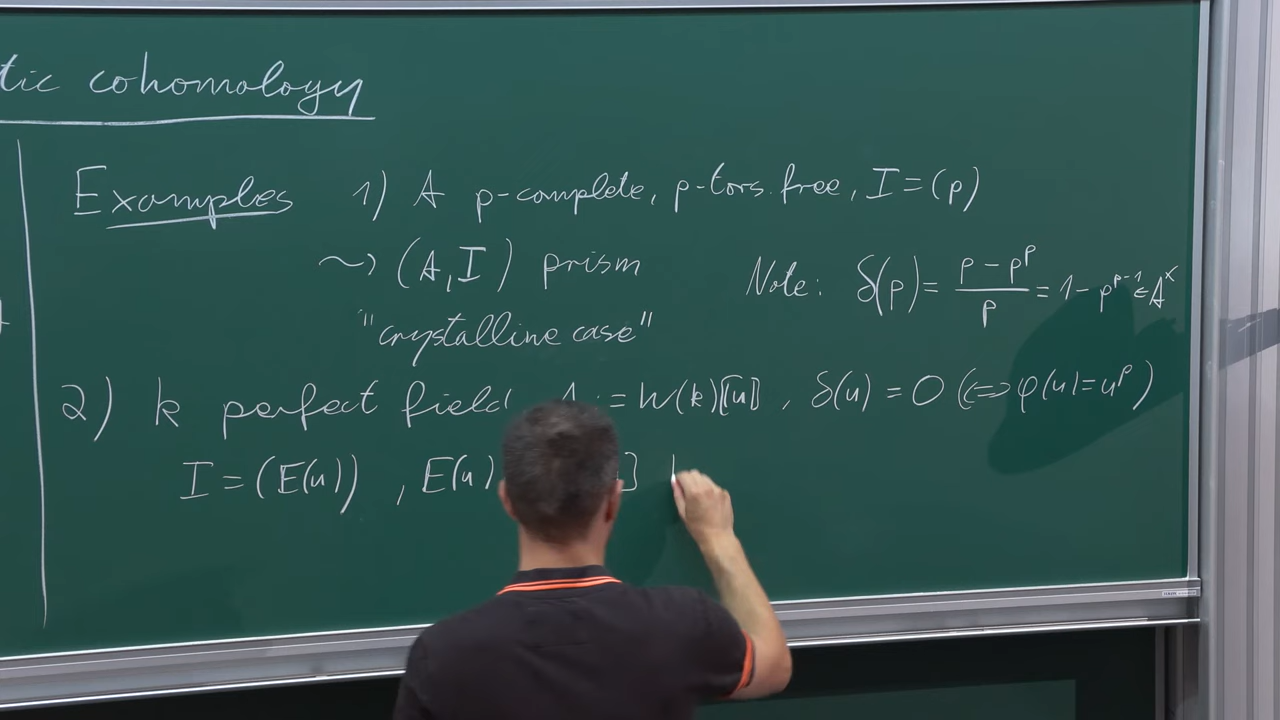 tic cohomology
Examples 1) A p-complete, p-tors. free, I = (p)
⇝ (A, I) prism
Note: δ(p) = (p - p^p)/p = 1 - p^{p-1} ∈ A^×
"crystalline case"
2) k perfect field := W(k)[[u]], δ(u) = 0 (⇔ φ(u) = u^p)
I = (E(u)), E(u) ]